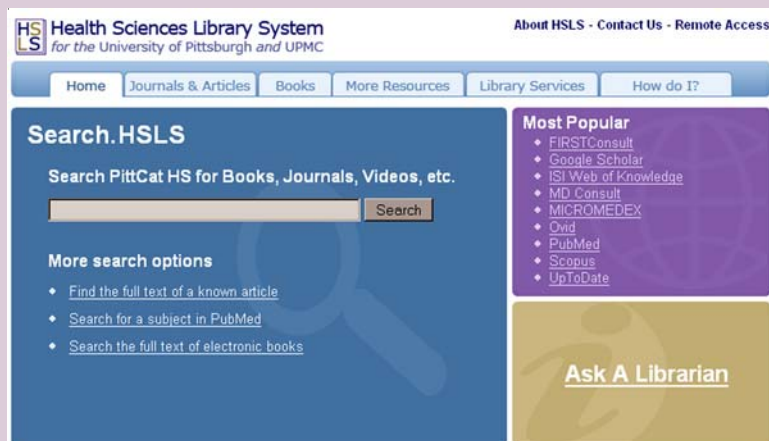 HS
LS
Health Sciences Library System
for the University of Pittsburgh and UPMC
About HSLS - Contact Us - Remote Access
Home
Journals & Articles
Books
More Resources
Library Services
How do I?
Search.HSLS
Search PittCat HS for Books, Journals, Videos, etc.
Search
More search options
Find the full text of a known article
Search for a subject in PubMed
Search the full text of electronic books
Most Popular
FIRSTConsult
Google Scholar
ISI Web of Knowledge
MD Consult
MICROMEDEX
Ovid
PubMed
Scopus
UpToDate
Ask A Librarian